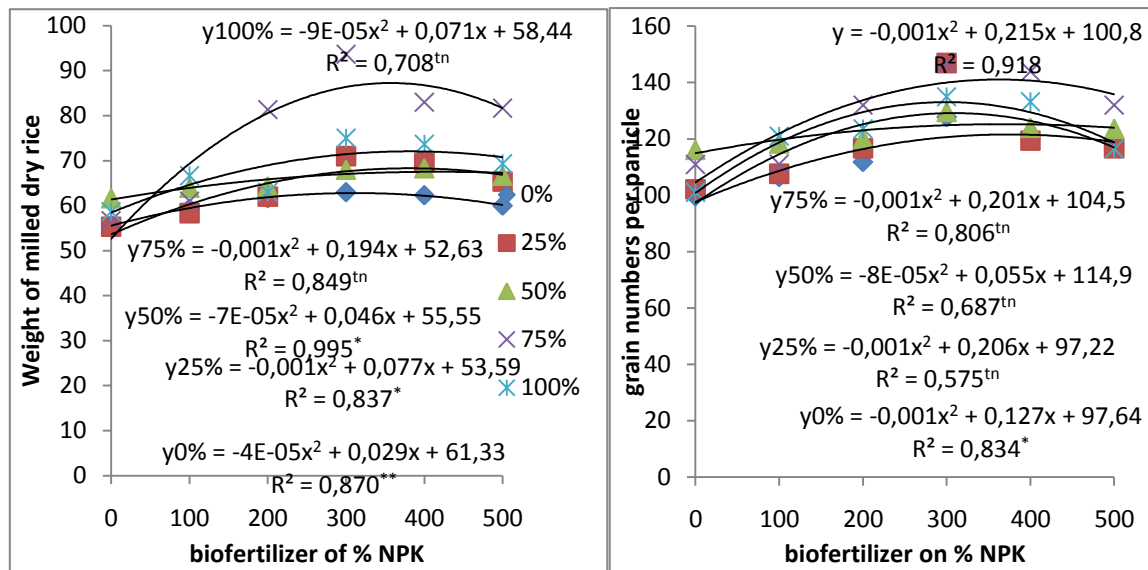 y100% = -9E-05x² + 0,071x + 58,44
R² = 0,708ᵗⁿ
y75% = -0,001x² + 0,194x + 52,63
R² = 0,849ᵗⁿ
y50% = -7E-05x² + 0,046x + 55,55
R² = 0,995*
y25% = -0,001x² + 0,077x + 53,59
R² = 0,837*
y0% = -4E-05x² + 0,029x + 61,33
R² = 0,870**
Weight of milled dry rice
100
90
80
70
60
50
40
30
20
10
0
0 100 200 300 400 500
biofertilizer of % NPK
0%
25%
50%
75%
100%
y = -0,001x² + 0,215x + 100,8
R² = 0,918
y75% = -0,001x² + 0,201x + 104,5
R² = 0,806ᵗⁿ
y50% = -8E-05x² + 0,055x + 114,9
R² = 0,687ᵗⁿ
y25% = -0,001x² + 0,206x + 97,22
R² = 0,575ᵗⁿ
y0% = -0,001x² + 0,127x + 97,64
R² = 0,834*
grain numbers per panicle
160
140
120
100
80
60
40
20
0
0 100 200 300 400 500
biofertilizer on % NPK